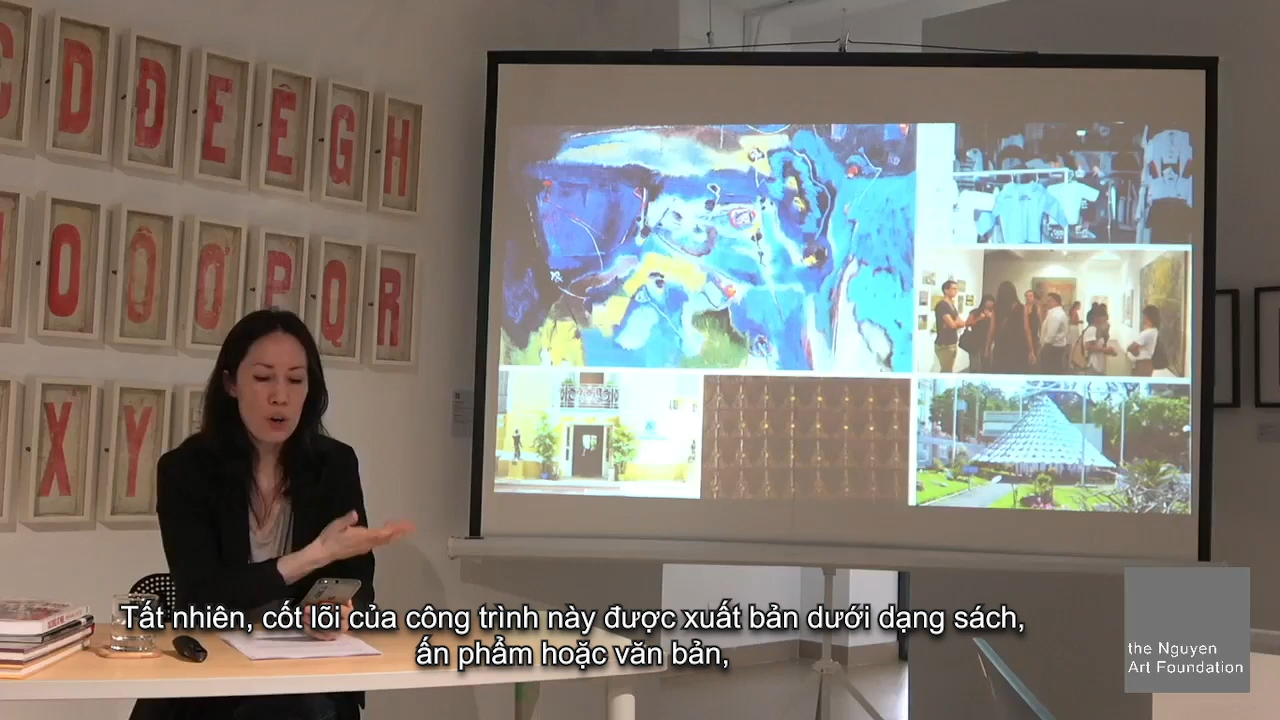 C D Đ E Ê G H
O Ô Ơ P Q R
X Y
Tất nhiên, cốt lõi của công trình này được xuất bản dưới dạng sách,
ấn phẩm hoặc văn bản,
the Nguyen
Art Foundation